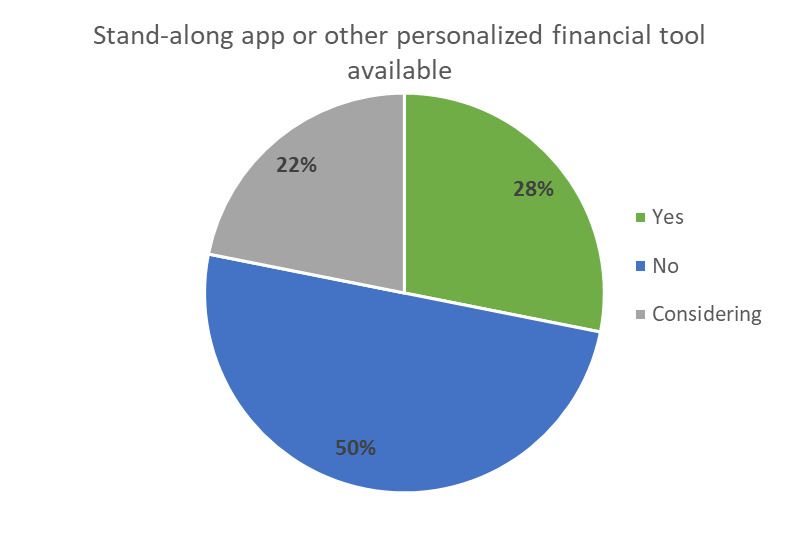 Stand-along app or other personalized financial tool
available
22%
28%
Yes
No
Considering
50%